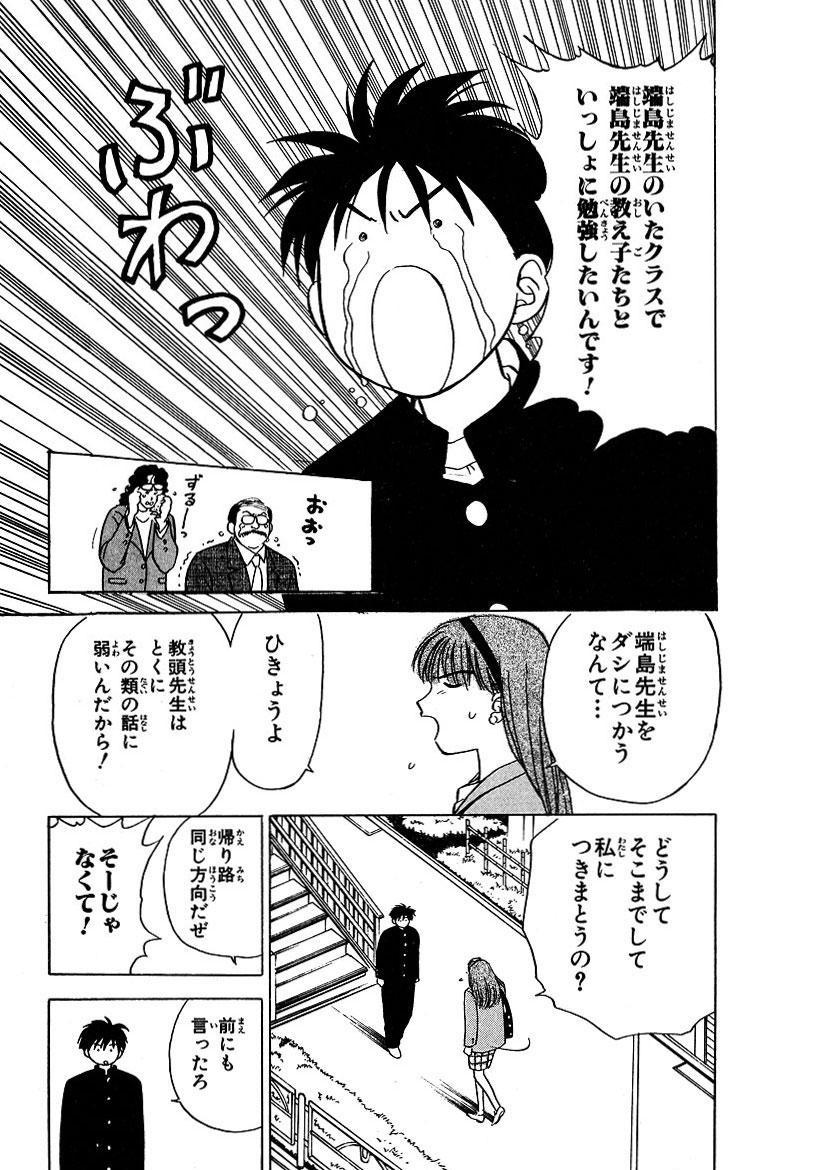 端島先生のいたクラスで
端島先生の教え子たちと
いっしょに勉強したいんです!
ぶわっ
おおっ
ずるーっ
端島先生を
ダシにつかう
なんて…
ひきょうよ
教頭先生は
とくに
その類の話に
弱いんだから!
どうして
そこまでして
私に
つきまとうの?
帰り路
同じ方向だぜ
そーじゃ
なくて!
前にも
言ったろ